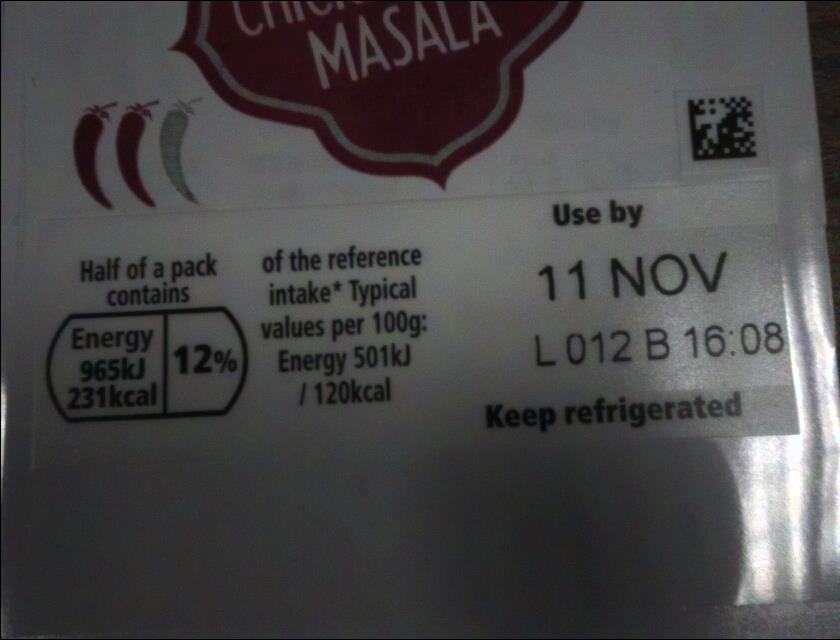 MASALA
Use by
11 NOV
L 012 B 16:08
Keep refrigerated
Half of a pack
contains
Energy
965kJ
231kcal
12%
of the reference
intake* Typical
values per 100g:
Energy 501kJ
/ 120kcal